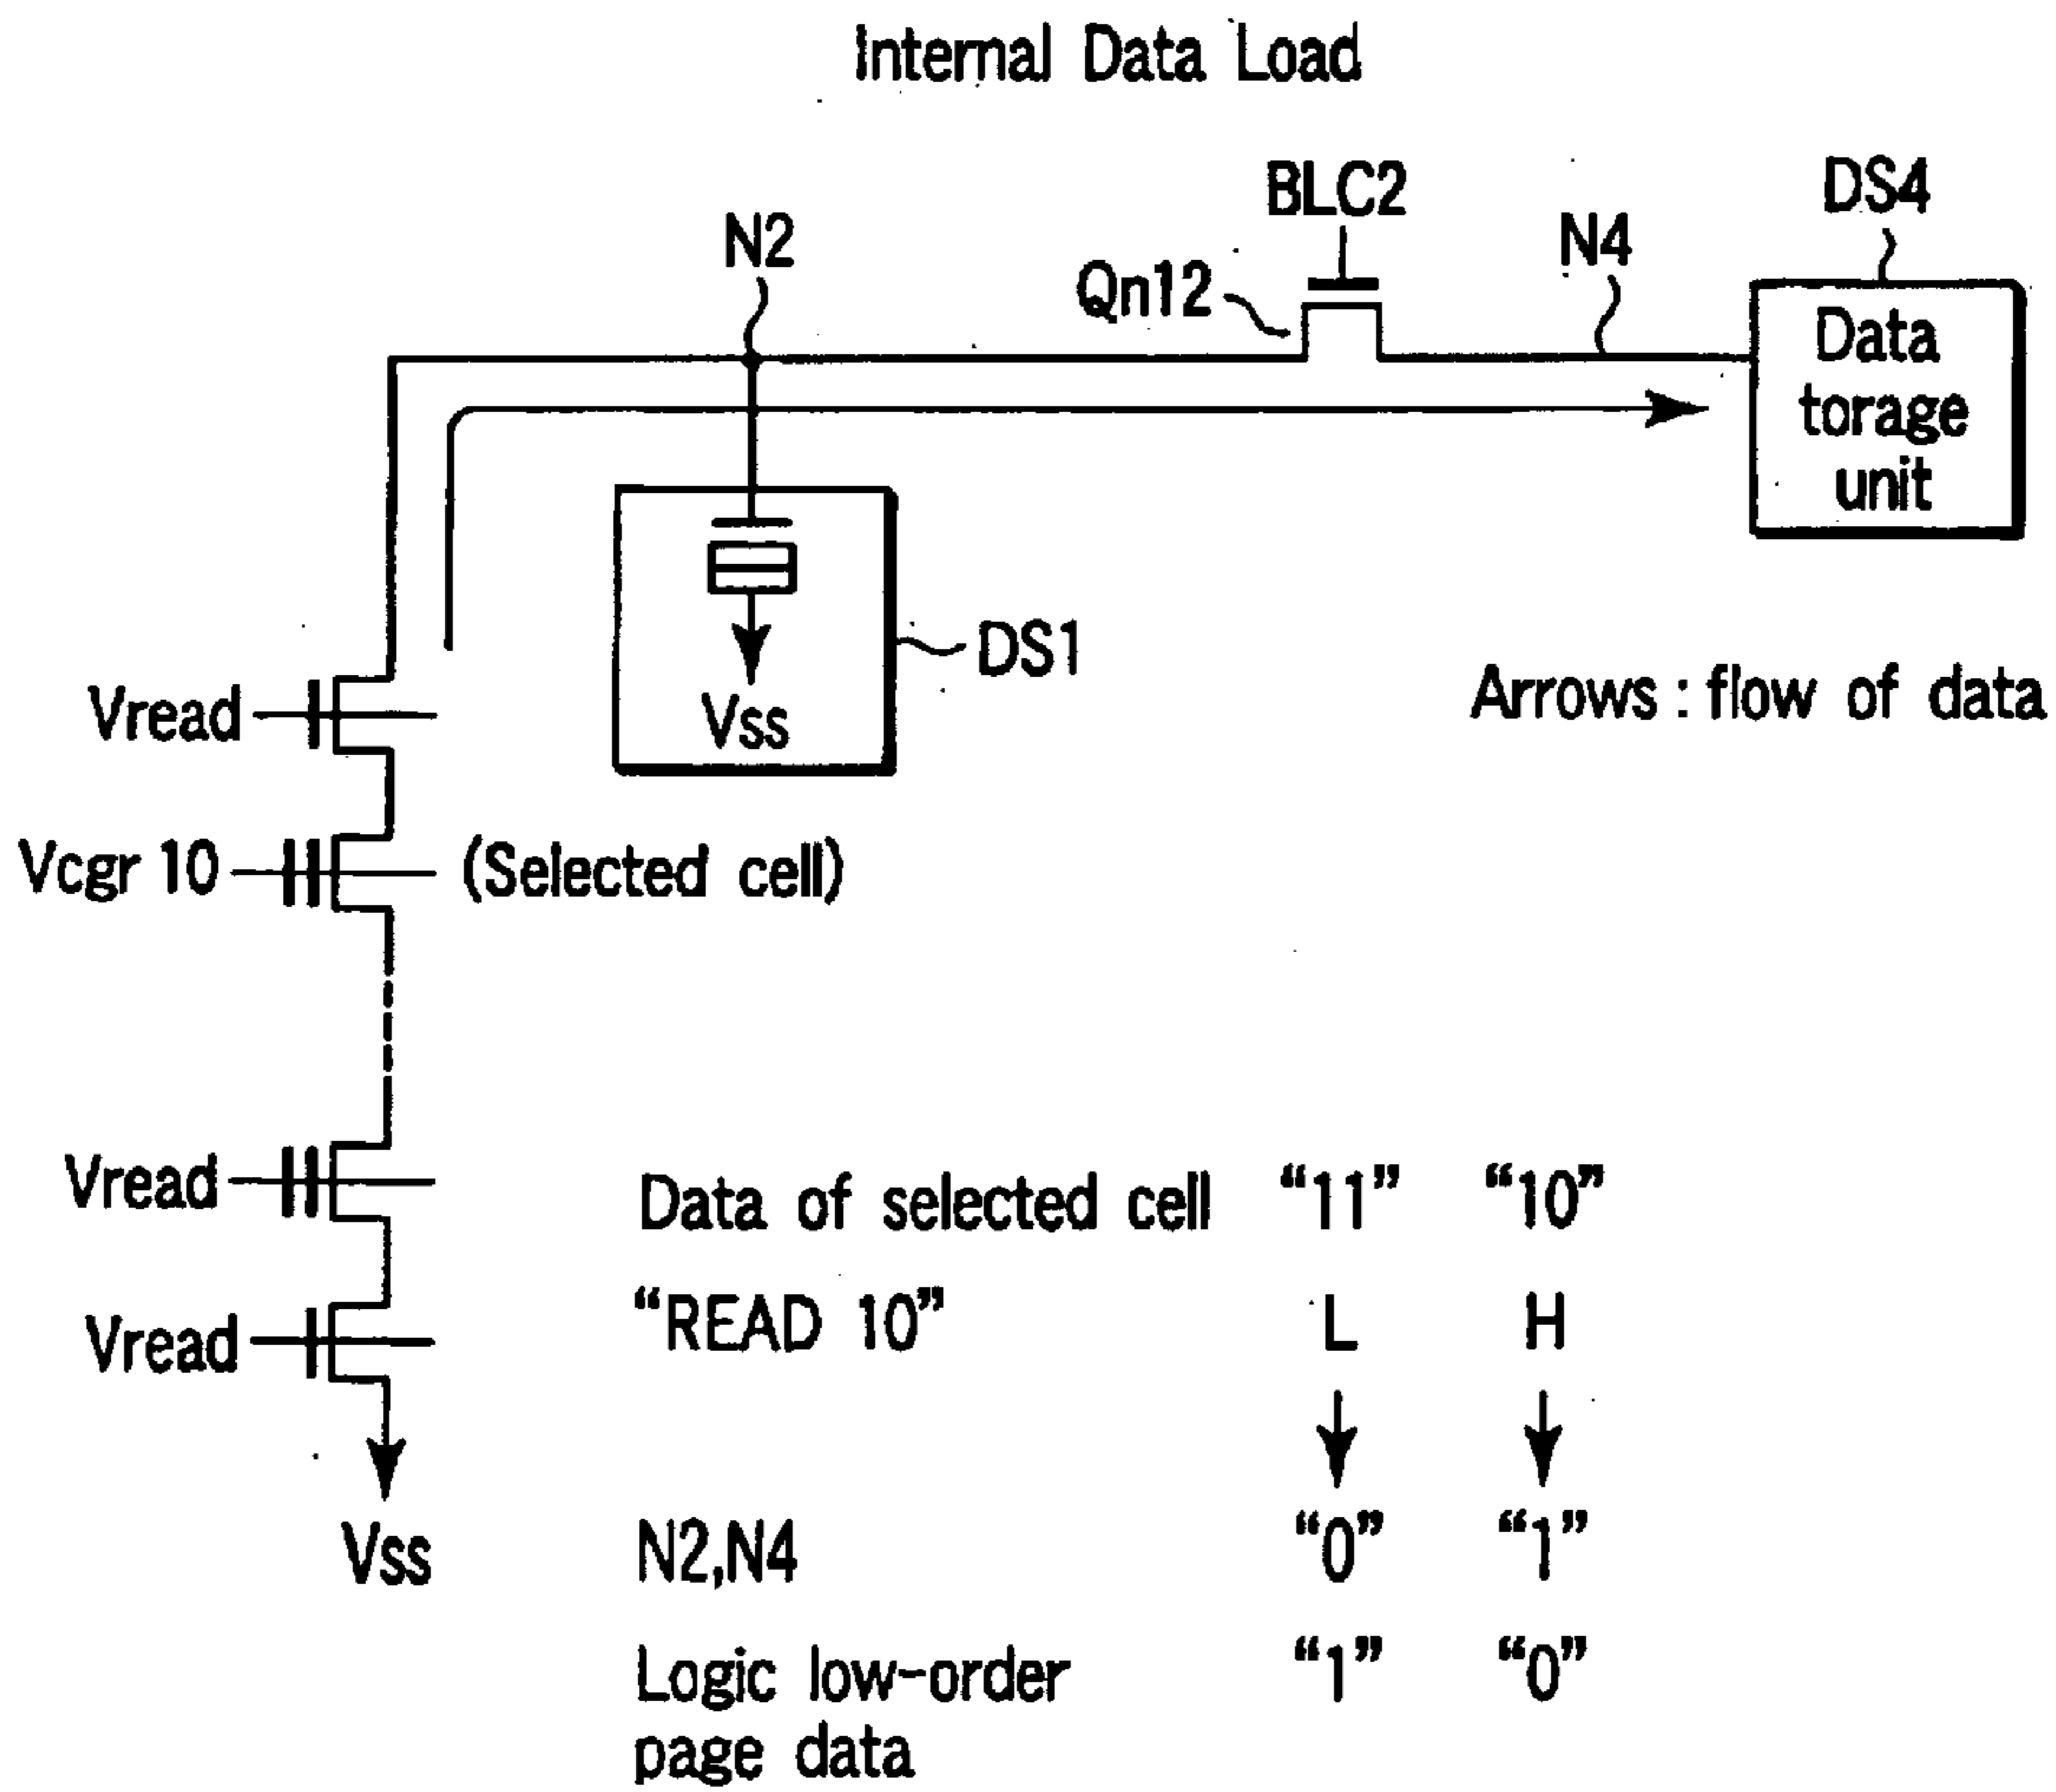 Internal Data Load
BLC2
DS4
N2
N4
Qn12
Data
torage
unit
DS1
Vss
Arrows : flow of data
Vread
Vcgr 10
(Selected cell)
Vread
Data of selected cell “11” “10”
Vread
“READ 10” L H
Vss
N2,N4 “0” “1”
Logic low-order “1” “0”
page data